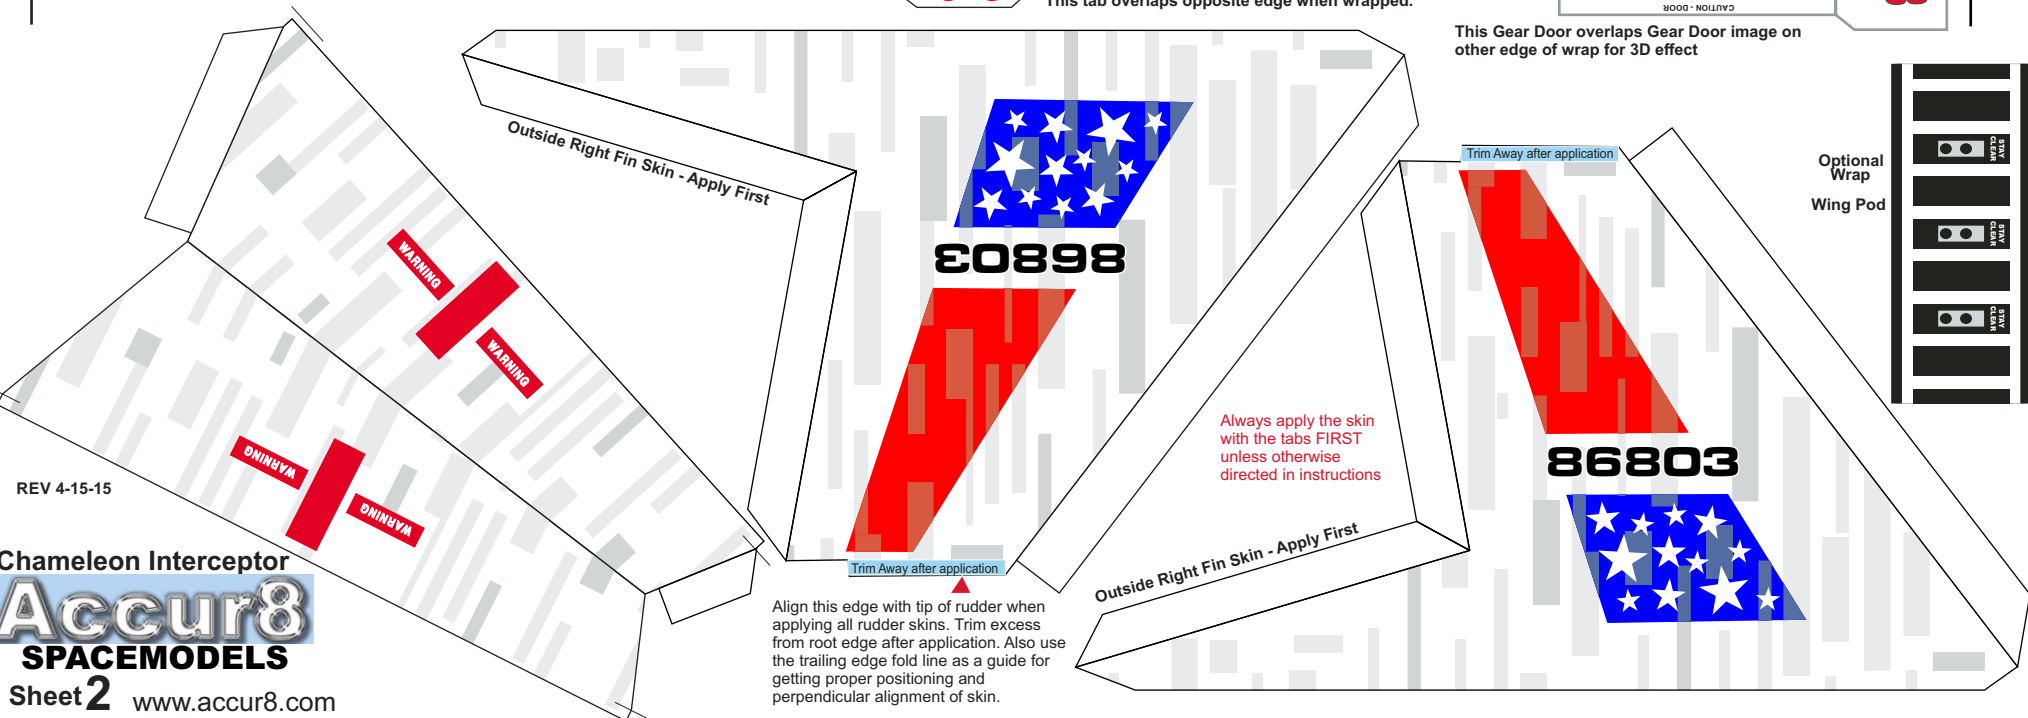 This tab overlaps opposite edge when wrapped.
CAUTION - DOOR
This Gear Door overlaps Gear Door image on
other edge of wrap for 3D effect
Outside Right Fin Skin - Apply First
Trim Away after application
Optional
Wrap
Wing Pod
STAY
CLEAR
STAY
CLEAR
STAY
CLEAR
86803
WARNING
WARNING
WARNING
WARNING
Always apply the skin
with the tabs FIRST
unless otherwise
directed in instructions
86803
REV 4-15-15
Outside Right Fin Skin - Apply First
Trim Away after application
Align this edge with tip of rudder when
applying all rudder skins. Trim excess
from root edge after application. Also use
the trailing edge fold line as a guide for
getting proper positioning and
perpendicular alignment of skin.
Chameleon Interceptor
Accur8
SPACEMODELS
Sheet 2 www.accur8.com